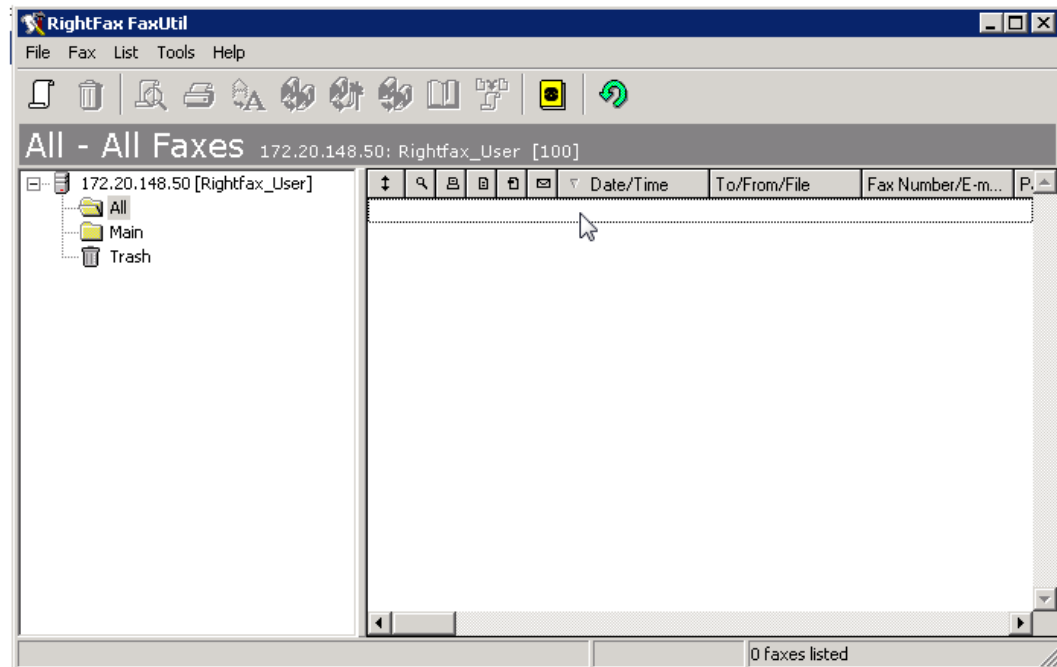 RightFax FaxUtil
File Fax List Tools Help
A
All - All Faxes 172.20.148.50: Rightfax_User [100]
172.20.148.50 [Rightfax_User] Date/Time To/From/File Fax Number/E-m... P.
All
Main
Trash
0 faxes listed